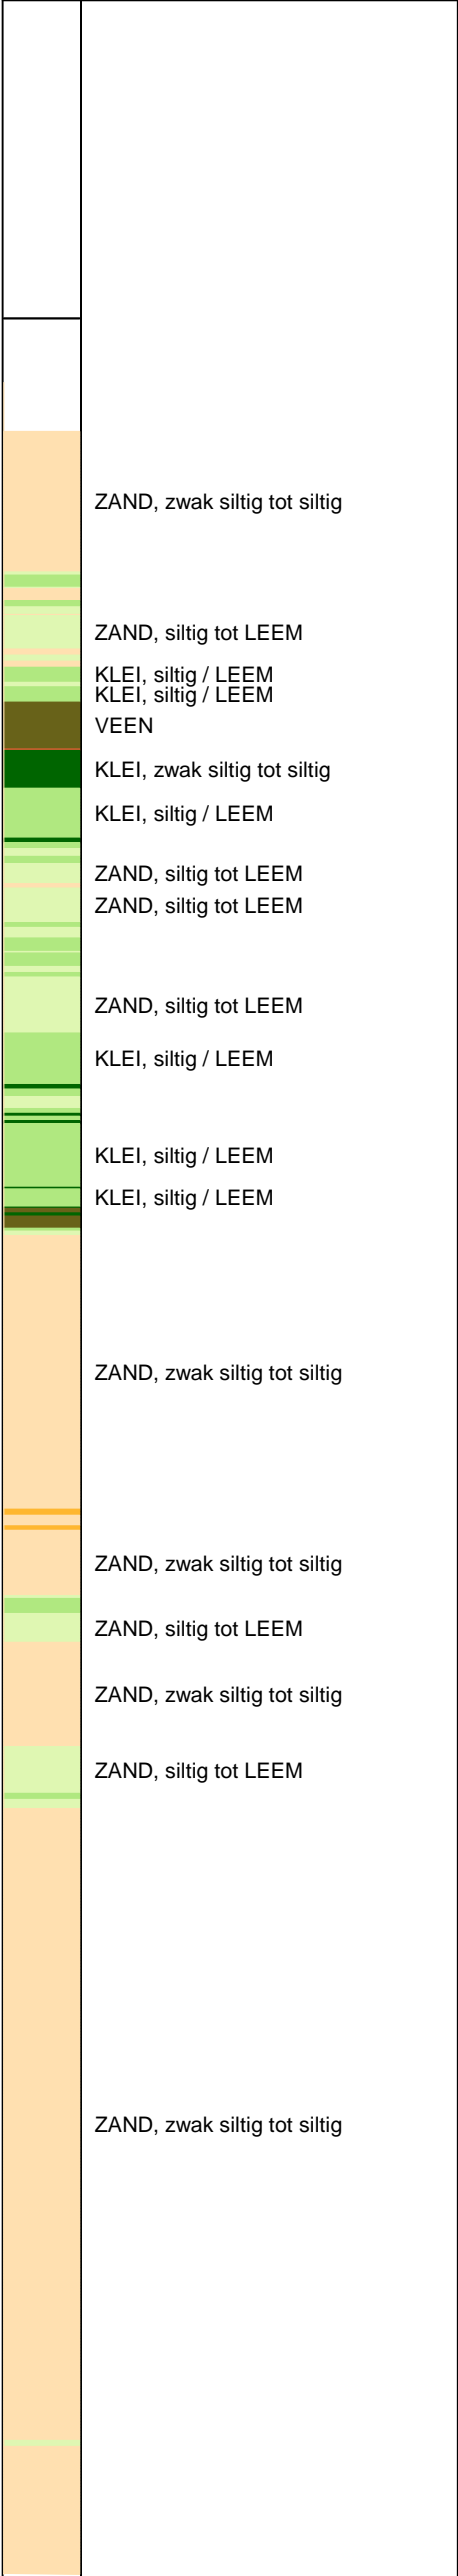 ZAND, zwak siltig tot siltig
ZAND, siltig tot LEEM
KLEI, siltig / LEEM
KLEI, siltig / LEEM
VEEN
KLEI, zwak siltig tot siltig
KLEI, siltig / LEEM
ZAND, siltig tot LEEM
ZAND, siltig tot LEEM
ZAND, siltig tot LEEM
KLEI, siltig / LEEM
KLEI, siltig / LEEM
KLEI, siltig / LEEM
ZAND, zwak siltig tot siltig
ZAND, zwak siltig tot siltig
ZAND, siltig tot LEEM
ZAND, zwak siltig tot siltig
ZAND, siltig tot LEEM
ZAND, zwak siltig tot siltig